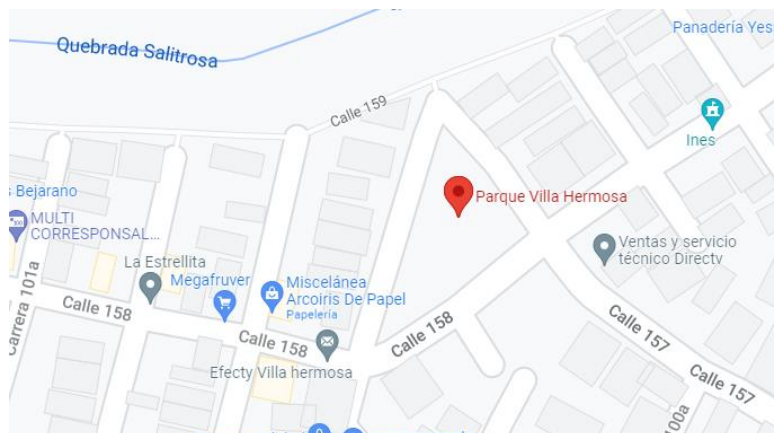 Quebrada Salitrosa
Panadería Yes
Calle 159
Ines
Bejarano
Parque Villa Hermosa
MULTI
CORRESPONSAL...
Ventas y servicio
técnico Directv
La Estrellita
Megafruver
Miscelánea
Arcoiris De Papel
Papelería
Carrera 101a
Calle 158
Calle 158
Calle 158
Calle 157
Calle 157
Efecty Villa hermosa
100a